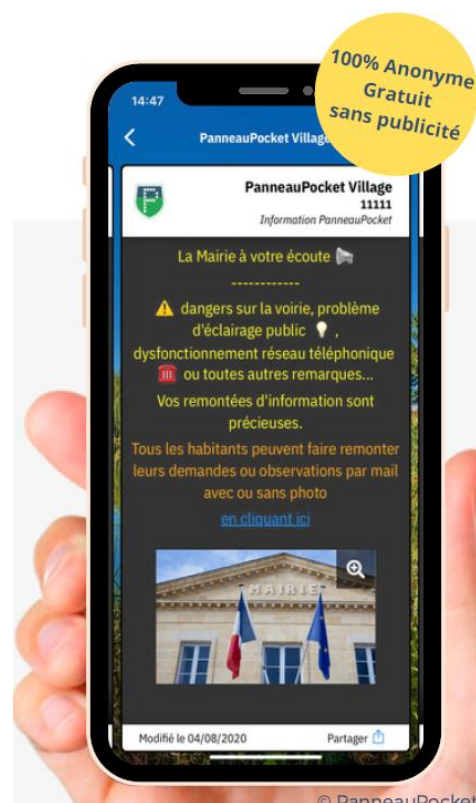 100% Anonyme
Gratuit
sans publicité
14:47
PanneauPocket Village
PanneauPocket Village
11111
Information PanneauPocket
La Mairie à votre écoute
------------
dangers sur la voirie, problème
d'éclairage public ,
dysfonctionnement réseau téléphonique
ou toutes autres remarques...
Vos remontées d'information sont
précieuses.
Tous les habitants peuvent faire remonter
leurs demandes ou observations par mail
avec ou sans photo
en cliquant ici
MAIRIE
Modifié le 04/08/2020
Partager
© PanneauPocket